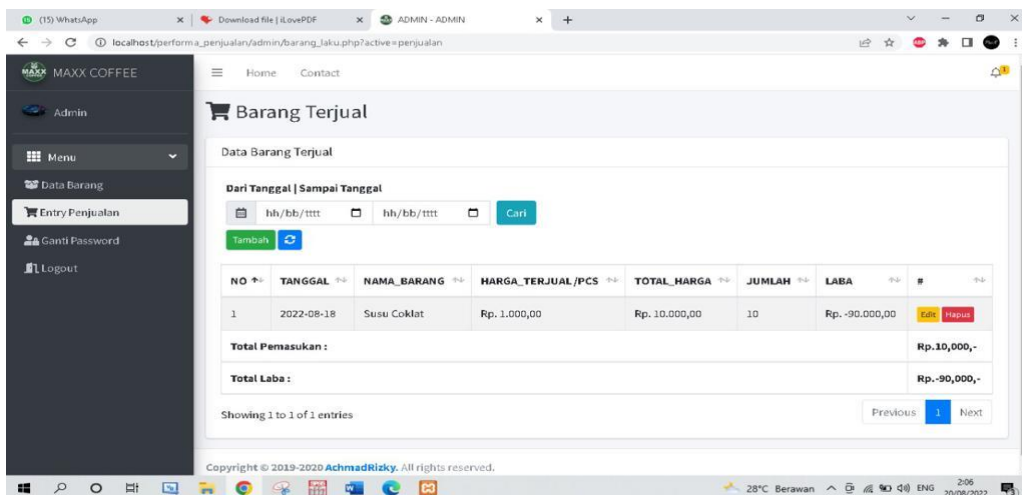 (15) WhatsApp
Download file | iLovePDF
ADMIN - ADMIN
localhost/performa_penjualan/admin/barang_laku.php?active=penjualan
MAXX COFFEE
Home Contact
1
Admin
Barang Terjual
Menu
Data Barang Terjual
Data Barang
Dari Tanggal | Sampai Tanggal
Entry Penjualan
hh/bb/tttt hh/bb/tttt Cari
Ganti Password
Tambah
Logout
NO TANGGAL NAMA_BARANG HARGA_TERJUAL/PCS TOTAL_HARGA JUMLAH LABA #
1 2022-08-18 Susu Coklat Rp. 1.000,00 Rp. 10.000,00 10 Rp. -90.000,00 Edit Hapus
Total Pemasukan : Rp.10,000,-
Total Laba : Rp.-90,000,-
Showing 1 to 1 of 1 entries
Previous 1 Next
Copyright © 2019-2020 AchmadRizky. All rights reserved.
28°C Berawan ENG 2:06
20/08/2022